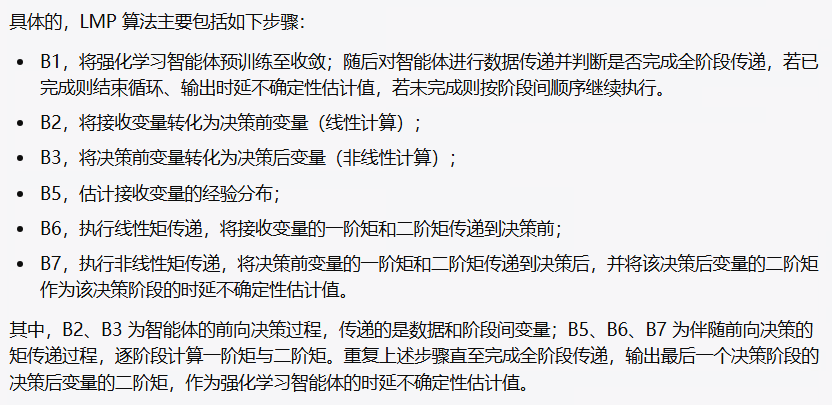 具体的，LMP 算法主要包括如下步骤：
• B1，将强化学习智能体预训练至收敛；随后对智能体进行数据传递并判断是否完成全阶段传递，若已
完成则结束循环、输出时延不确定性估计值，若未完成则按阶段间顺序继续执行。
• B2，将接收变量转化为决策前变量（线性计算）；
• B3，将决策前变量转化为决策后变量（非线性计算）；
• B5，估计接收变量的经验分布；
• B6，执行线性矩传递，将接收变量的一阶矩和二阶矩传递到决策前；
• B7，执行非线性矩传递，将决策前变量的一阶矩和二阶矩传递到决策后，并将该决策后变量的二阶矩
作为该决策阶段的时延不确定性估计值。
其中，B2、B3 为智能体的前向决策过程，传递的是数据和阶段间变量；B5、B6、B7 为伴随前向决策的
矩传递过程，逐阶段计算一阶矩与二阶矩。重复上述步骤直至完成全阶段传递，输出最后一个决策阶段的
决策后变量的二阶矩，作为强化学习智能体的时延不确定性估计值。